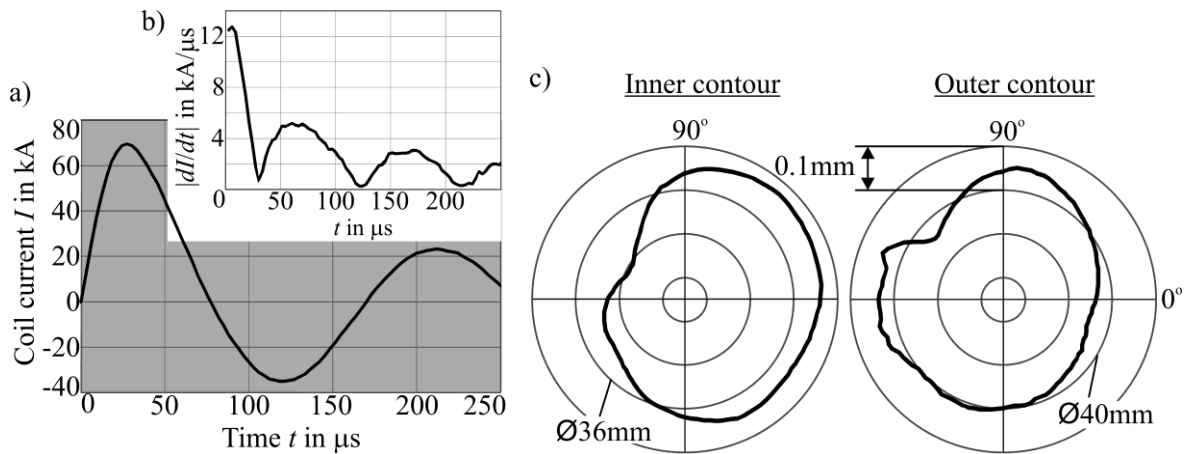 a)
Coil current I in kA
80
60
40
20
0
-20
-40
0
50
100
150
200
250
Time t in μs
b)
|dI/dt| in kA/μs
12
8
4
0
50
100
150
200
t in μs
c)
Inner contour
90°
Ø36mm
0.1mm
Outer contour
90°
0°
Ø40mm